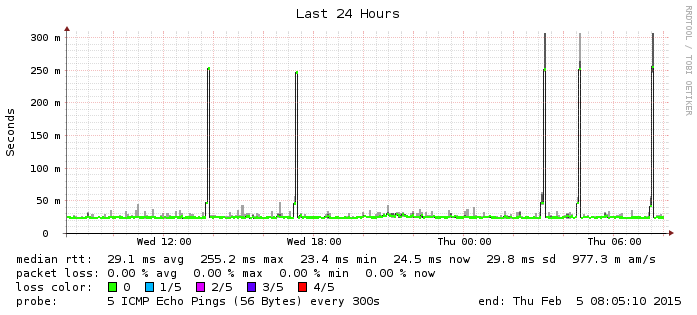 Last 24 Hours
RRDTOOL / TOBI OETIKER
Seconds
300 m
250 m
200 m
150 m
100 m
50 m
0
Wed 12:00 Wed 18:00 Thu 00:00 Thu 06:00
median rtt: 29.1 ms avg 255.2 ms max 23.4 ms min 24.5 ms now 29.8 ms sd 977.3 m am/s
packet loss: 0.00 % avg 0.00 % max 0.00 % min 0.00 % now
loss color: 0 1/5 2/5 3/5 4/5
probe: 5 ICMP Echo Pings (56 Bytes) every 300s end: Thu Feb 5 08:05:10 2015